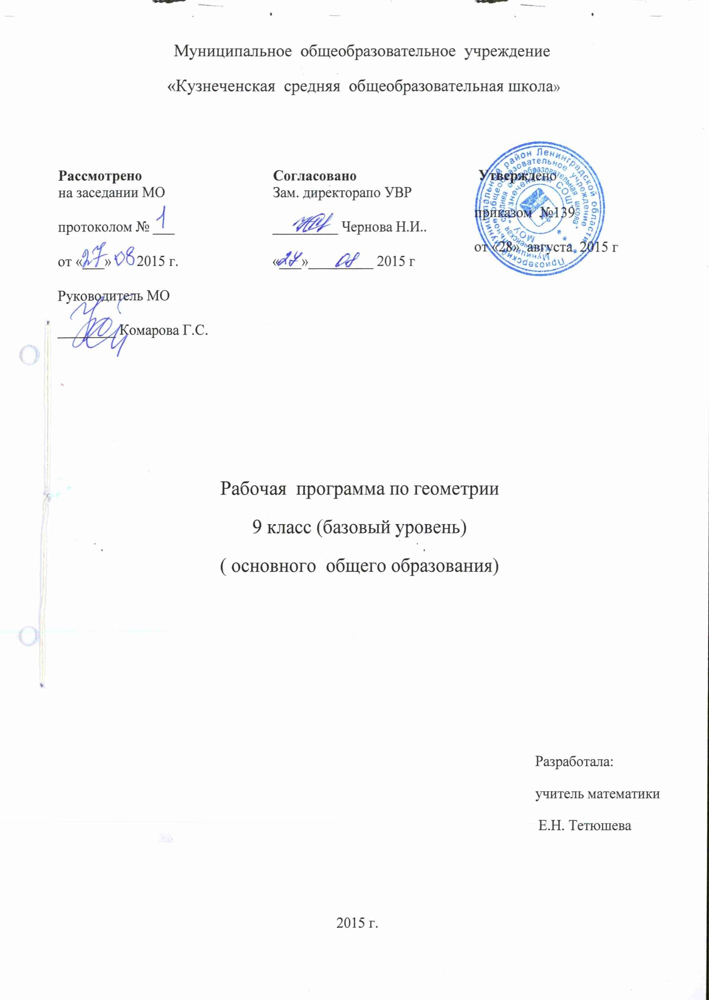 Муниципальное общеобразовательное учреждение
«Кузнеченская средняя общеобразовательная школа»
Рассмотрено
на заседании МО
протоколом № 1
от «27» 08 2015 г.
Руководитель МО
Комарова Г.С.
Согласовано
Зам. директорапо УВР
_________ Чернова Н.И..
«27» 08 2015 г
Утверждено
приказом №139
от «28» августа 2015 г
Приозерский муниципальный район Ленинградской области
Муниципальное общеобразовательное учреждение
"Кузнеченская средняя общеобразовательная школа"
МОУ "Кузнеченская СОШ"
Рабочая программа по геометрии
9 класс (базовый уровень)
( основного общего образования)
Разработала:
учитель математики
Е.Н. Тетюшева
2015 г.